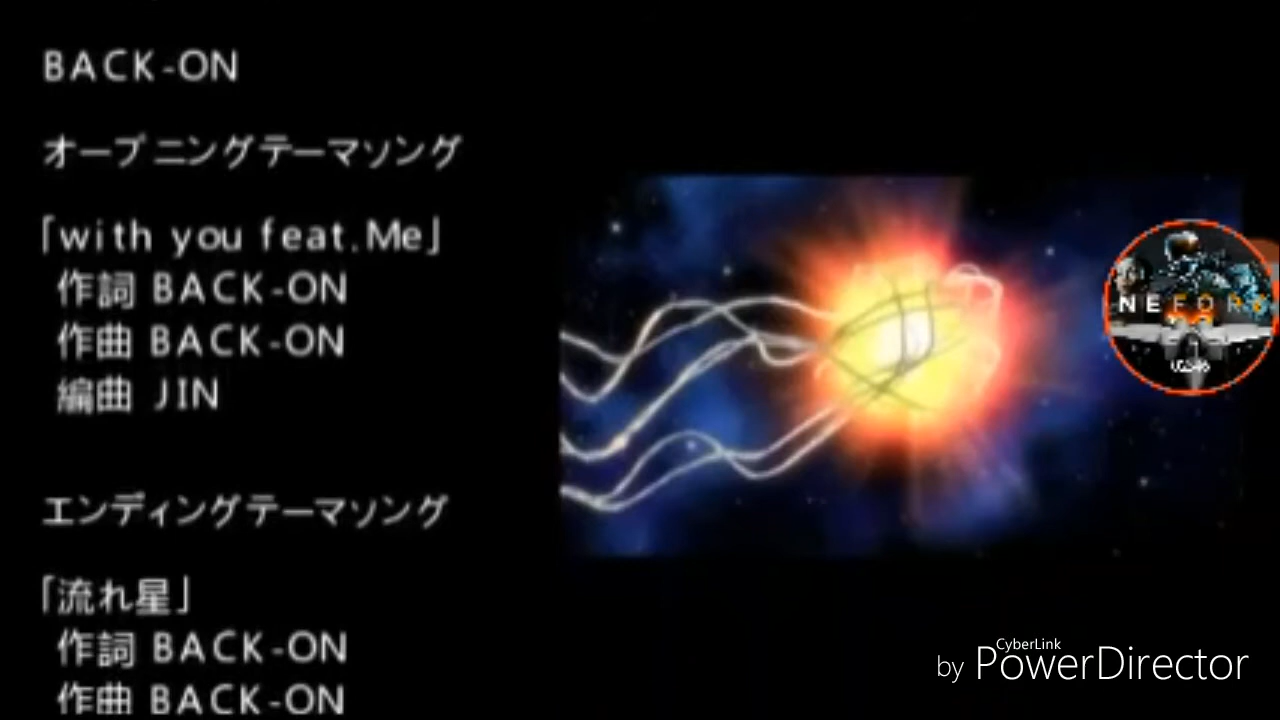 BACK-ON
オープニングテーマソング
「with you feat.Me」
作詞 BACK-ON
作曲 BACK-ON
編曲 JIN
エンディングテーマソング
「流れ星」
作詞 BACK-ON
作曲 BACK-ON
NEFOR
CyberLink
by PowerDirector